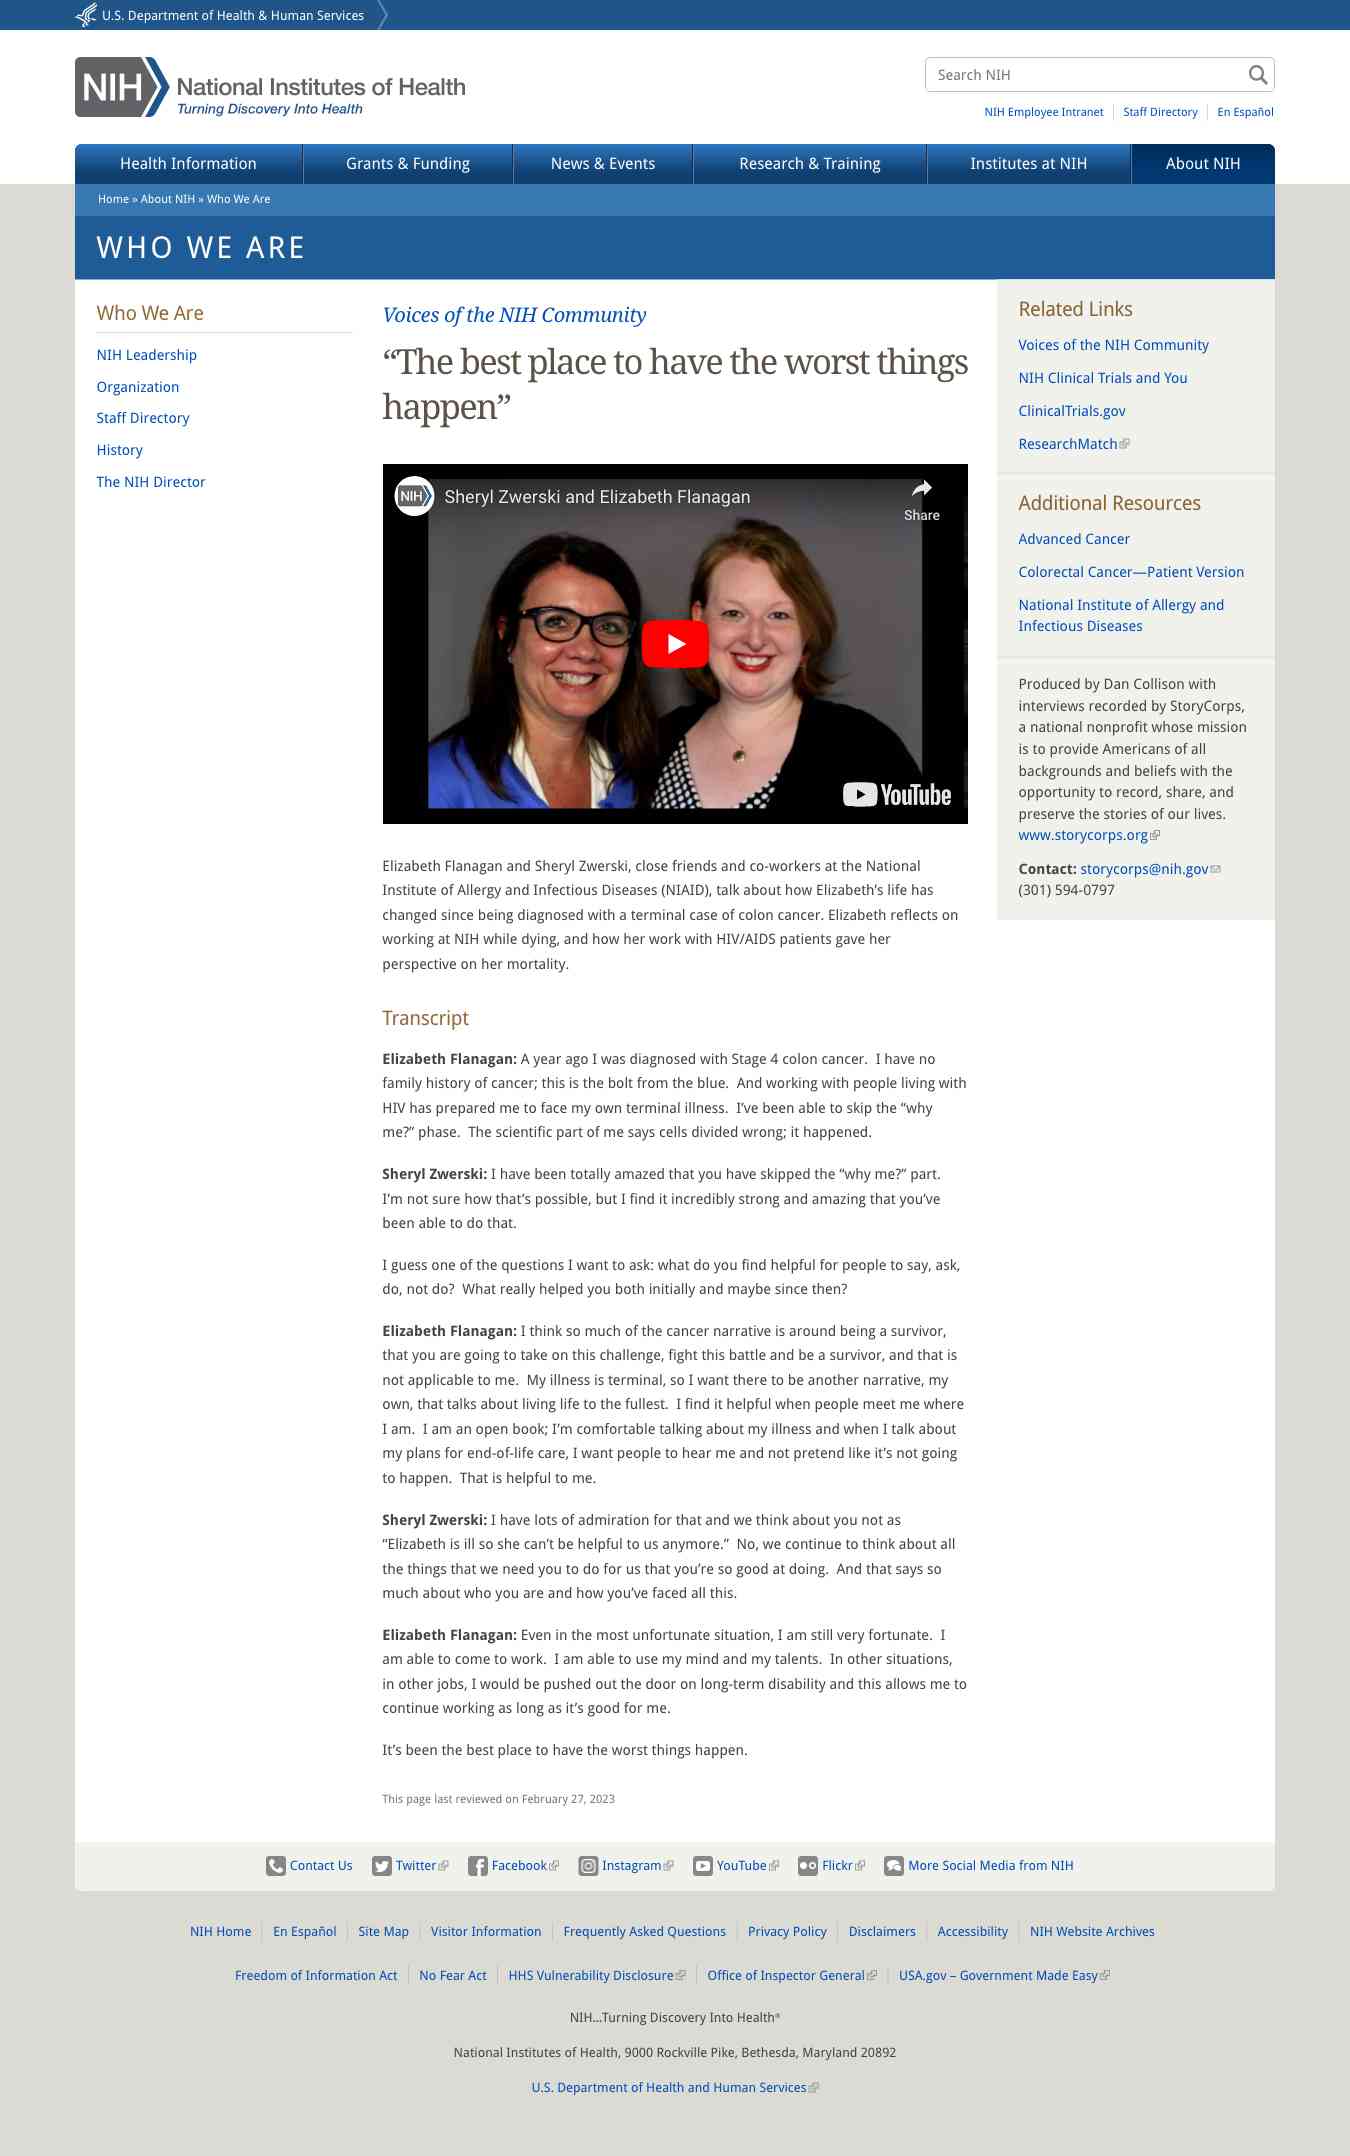 U.S. Department of Health & Human Services
NIH
National Institutes of Health
Turning Discovery Into Health
Search NIH
NIH Employee Intranet
Staff Directory
En Español
Health Information
Grants & Funding
News & Events
Research & Training
Institutes at NIH
About NIH
Home » About NIH » Who We Are
WHO WE ARE
Who We Are
NIH Leadership
Organization
Staff Directory
History
The NIH Director
Voices of the NIH Community
“The best place to have the worst things
happen”
NIH
Sheryl Zwerski and Elizabeth Flanagan
Share
YouTube
Elizabeth Flanagan and Sheryl Zwerski, close friends and co-workers at the National
Institute of Allergy and Infectious Diseases (NIAID), talk about how Elizabeth's life has
changed since being diagnosed with a terminal case of colon cancer. Elizabeth reflects on
working at NIH while dying, and how her work with HIV/AIDS patients gave her
perspective on her mortality.
Transcript
Elizabeth Flanagan: A year ago I was diagnosed with Stage 4 colon cancer.  I have no
family history of cancer; this is the bolt from the blue.  And working with people living with
HIV has prepared me to face my own terminal illness.  I’ve been able to skip the “why
me?” phase.  The scientific part of me says cells divided wrong; it happened.
Sheryl Zwerski: I have been totally amazed that you have skipped the “why me?” part.
I’m not sure how that’s possible, but I find it incredibly strong and amazing that you’ve
been able to do that.
I guess one of the questions I want to ask: what do you find helpful for people to say, ask,
do, not do?  What really helped you both initially and maybe since then?
Elizabeth Flanagan: I think so much of the cancer narrative is around being a survivor,
that you are going to take on this challenge, fight this battle and be a survivor, and that is
not applicable to me.  My illness is terminal, so I want there to be another narrative, my
own, that talks about living life to the fullest.  I find it helpful when people meet me where
I am.  I am an open book; I’m comfortable talking about my illness and when I talk about
my plans for end-of-life care, I want people to hear me and not pretend like it’s not going
to happen.  That is helpful to me.
Sheryl Zwerski: I have lots of admiration for that and we think about you not as
“Elizabeth is ill so she can’t be helpful to us anymore.”  No, we continue to think about all
the things that we need you to do for us that you’re so good at doing.  And that says so
much about who you are and how you’ve faced all this.
Elizabeth Flanagan: Even in the most unfortunate situation, I am still very fortunate.  I
am able to come to work.  I am able to use my mind and my talents.  In other situations,
in other jobs, I would be pushed out the door on long-term disability and this allows me to
continue working as long as it’s good for me.
It’s been the best place to have the worst things happen.
This page last reviewed on February 27, 2023
Related Links
Voices of the NIH Community
NIH Clinical Trials and You
ClinicalTrials.gov
ResearchMatch
Additional Resources
Advanced Cancer
Colorectal Cancer—Patient Version
National Institute of Allergy and
Infectious Diseases
Produced by Dan Collison with
interviews recorded by StoryCorps,
a national nonprofit whose mission
is to provide Americans of all
backgrounds and beliefs with the
opportunity to record, share, and
preserve the stories of our lives.
www.storycorps.org
Contact: storycorps@nih.gov
(301) 594-0797
Contact Us
Twitter
Facebook
Instagram
YouTube
Flickr
More Social Media from NIH
NIH Home
En Español
Site Map
Visitor Information
Frequently Asked Questions
Privacy Policy
Disclaimers
Accessibility
NIH Website Archives
Freedom of Information Act
No Fear Act
HHS Vulnerability Disclosure
Office of Inspector General
USA.gov – Government Made Easy
NIH…Turning Discovery Into Health®
National Institutes of Health, 9000 Rockville Pike, Bethesda, Maryland 20892
U.S. Department of Health and Human Services